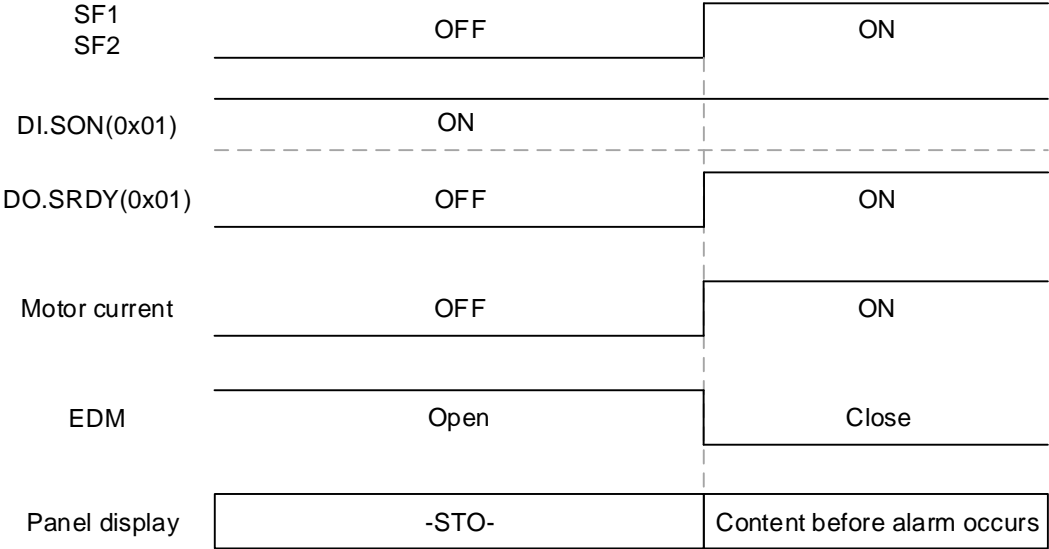 SF1
SF2
OFF
ON
DI.SON(0x01)
ON
DO.SRDY(0x01)
OFF
ON
Motor current
OFF
ON
EDM
Open
Close
Panel display
-STO-
Content before alarm occurs